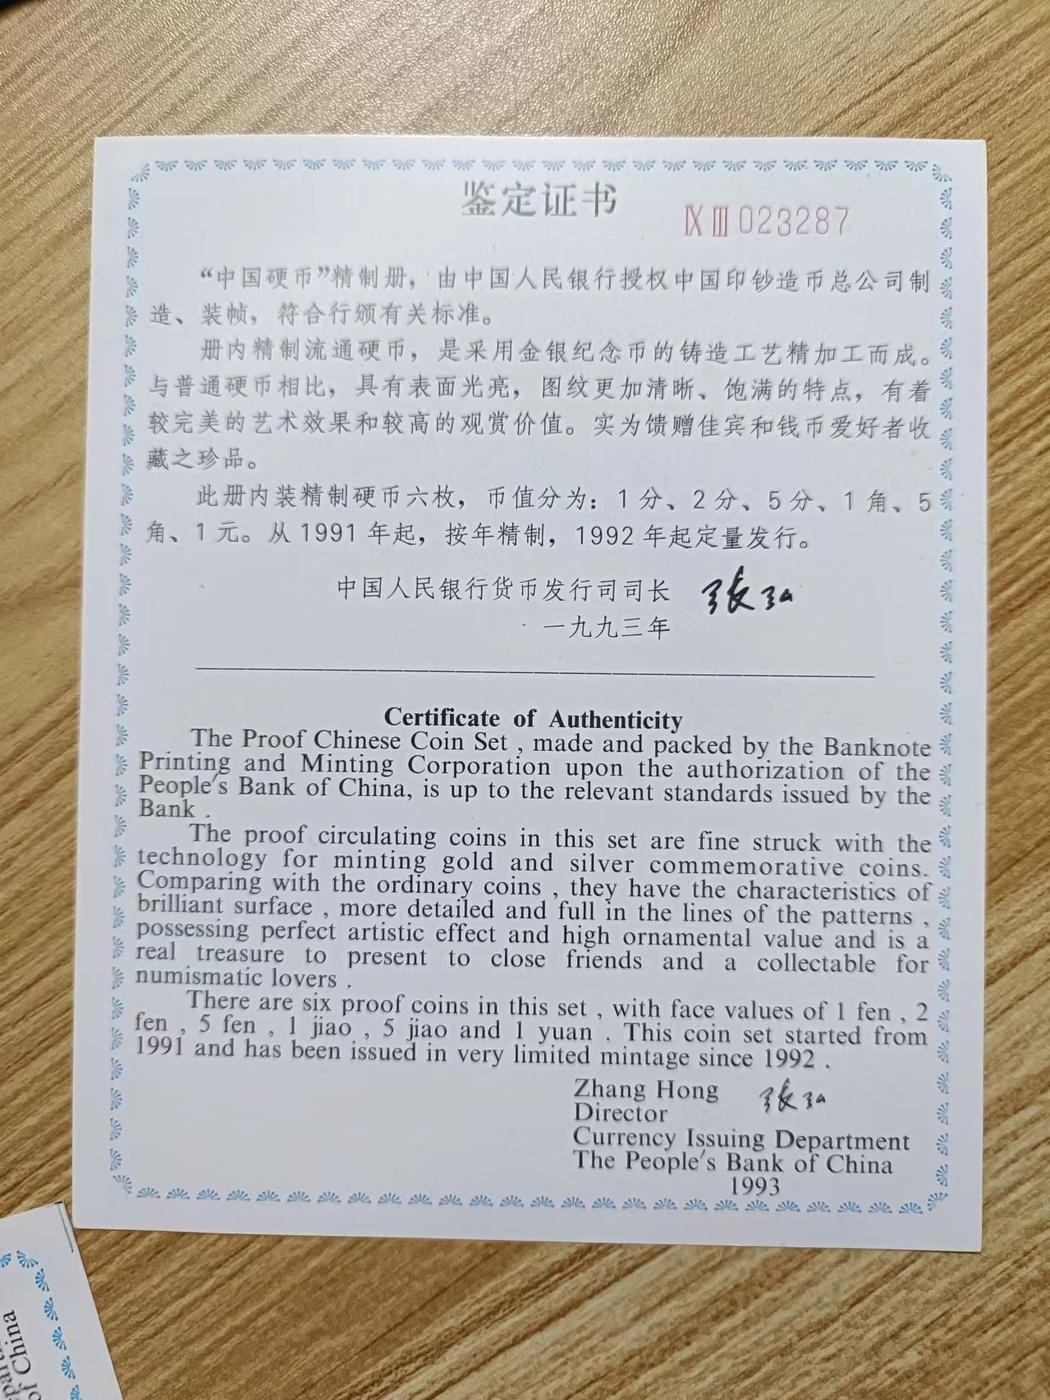 鉴定证书
ⅨⅢ023287
“中国硬币”精制册，由中国人民银行授权中国印钞造币总公司制
造、装帧，符合行颁有关标准。
册内精制流通硬币，是采用金银纪念币的铸造工艺精加工而成。
与普通硬币相比，具有表面光亮，图纹更加清晰、饱满的特点，有着
较完美的艺术效果和较高的观赏价值。实为馈赠佳宾和钱币爱好者收
藏之珍品。
此册内装精制硬币六枚，币值分为：1分、2分、5分、1角、5
角、1元。从1991年起，按年精制，1992年起定量发行。
中国人民银行货币发行司司长 张弘
一九九三年
Certificate of Authenticity
The Proof Chinese Coin Set , made and packed by the Banknote
Printing and Minting Corporation upon the authorization of the
People's Bank of China, is up to the relevant standards issued by the
Bank .
The proof circulating coins in this set are fine struck with the
technology for minting gold and silver commemorative coins.
Comparing with the ordinary coins , they have the characteristics of
brilliant surface , more detailed and full in the lines of the patterns ,
possessing perfect artistic effect and high ornamental value and is a
real treasure to present to close friends and a collectable for
numismatic lovers .
There are six proof coins in this set , with face values of 1 fen , 2
fen , 5 fen , 1 jiao , 5 jiao and 1 yuan . This coin set started from
1991 and has been issued in very limited mintage since 1992 .
Zhang Hong 张弘
Director
Currency Issuing Department
The People's Bank of China
1993
of China